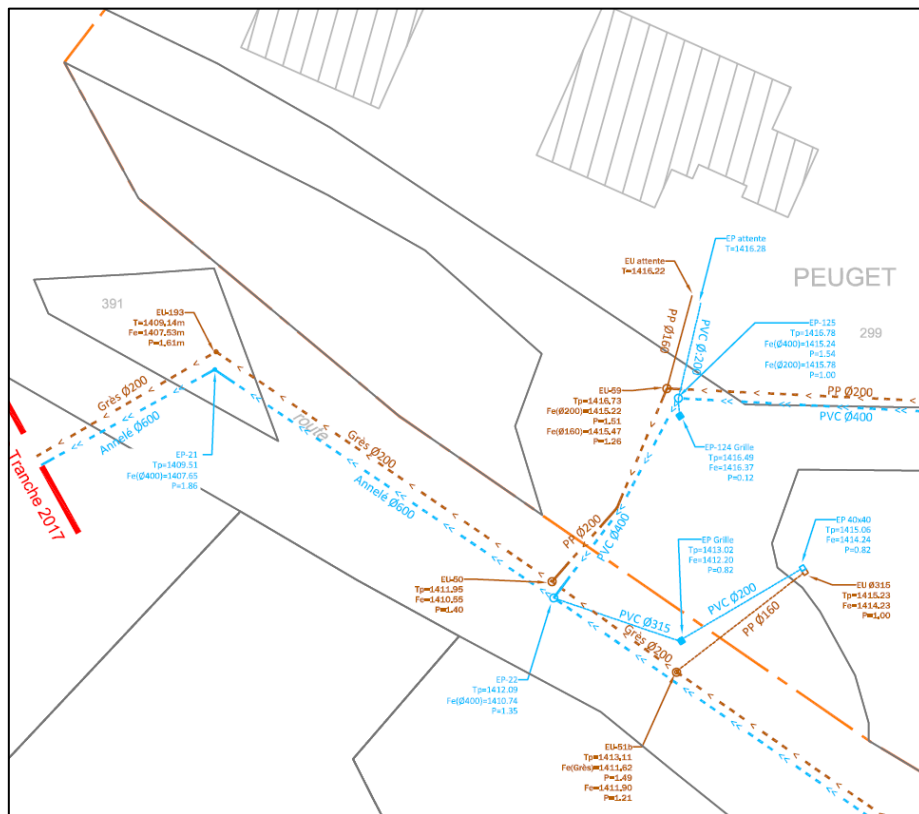 EP attente
T=1416.28
EU attente
T=1416.22
PEUGET
299
391
EU-193
T=1409.14m
Fe=1407.53m
P=1.61m
PP Ø160
PVC Ø:200
EP-125
Tp=1416.78
Fe(Ø400)=1415.24
P=1.54
Fe(Ø200)=1415.78
P=1.00
EU-59
Tp=1416.73
Fe(Ø200)=1415.22
P=1.51
Fe(Ø160)=1415.47
P=1.26
PP Ø200
PVC Ø400
Grès Ø200
Annelé Ø600
route
Grès Ø200
Annelé Ø600
EP-124 Grille
Tp=1416.49
Fe=1416.37
P=0.12
EP-21
Tp=1409.51
Fe(Ø400)=1407.65
P=1.86
Tranche 2017
PP Ø200
PVC Ø400
EP Grille
Tp=1413.02
Fe=1412.20
P=0.82
EP 40x40
Tp=1415.06
Fe=1414.24
P=0.82
EU-50
Tp=1411.95
Fe=1410.55
P=1.40
PVC Ø200
PP Ø160
EU Ø315
Tp=1415.23
Fe=1414.23
P=1.00
PVC Ø315
Grès Ø200
EP-22
Tp=1412.09
Fe(Ø400)=1410.74
P=1.35
EU-51b
Tp=1413.11
Fe(Grès)=1411.62
P=1.49
Fe=1411.90
P=1.21